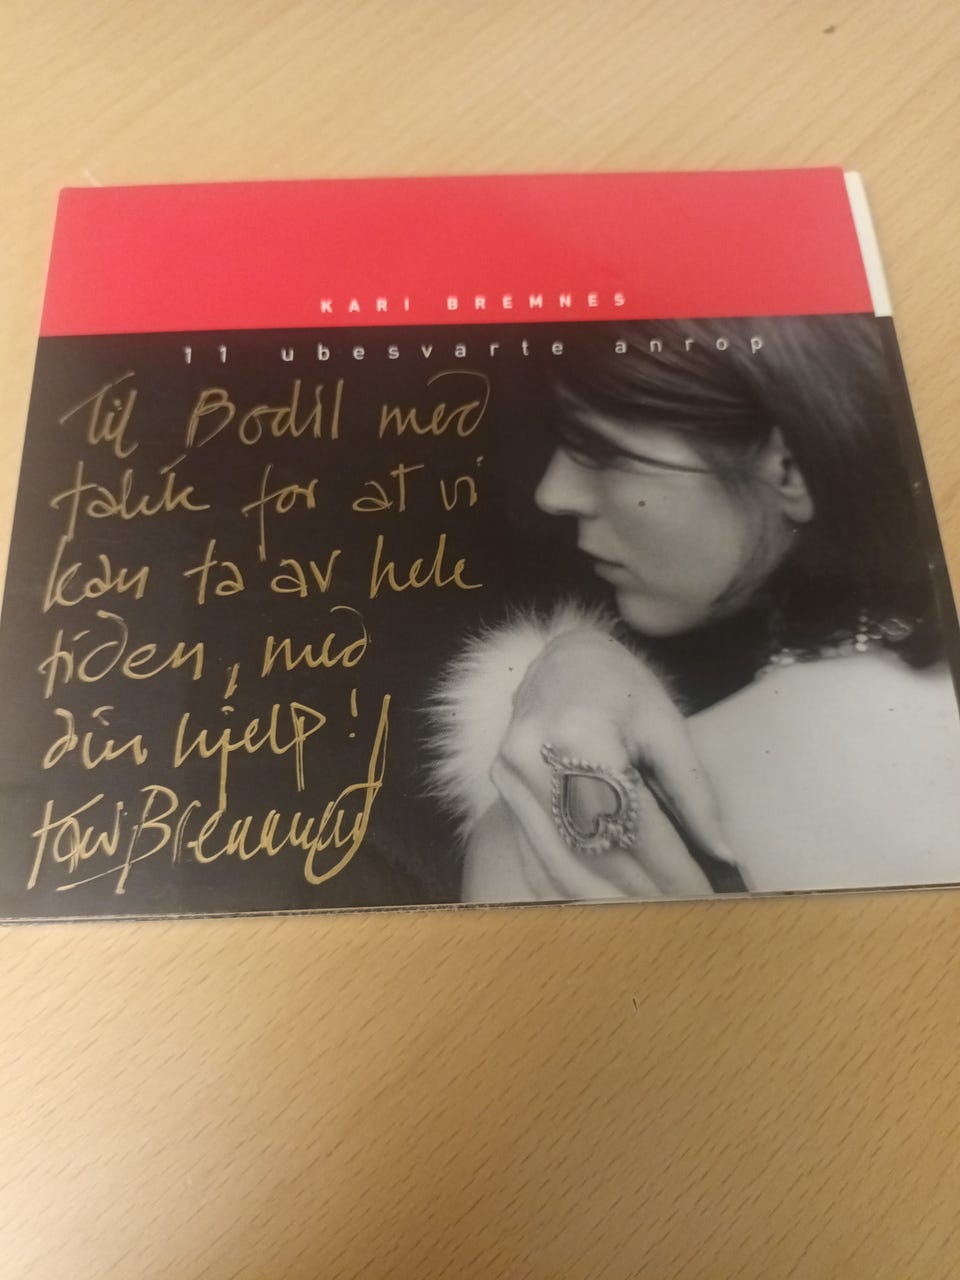 KARI BREMNES
11 ubesvarte anrop
Til Bodil med
takk for at vi
kan ta av hele
tiden, med
din hjelp!
Kari Bremnes